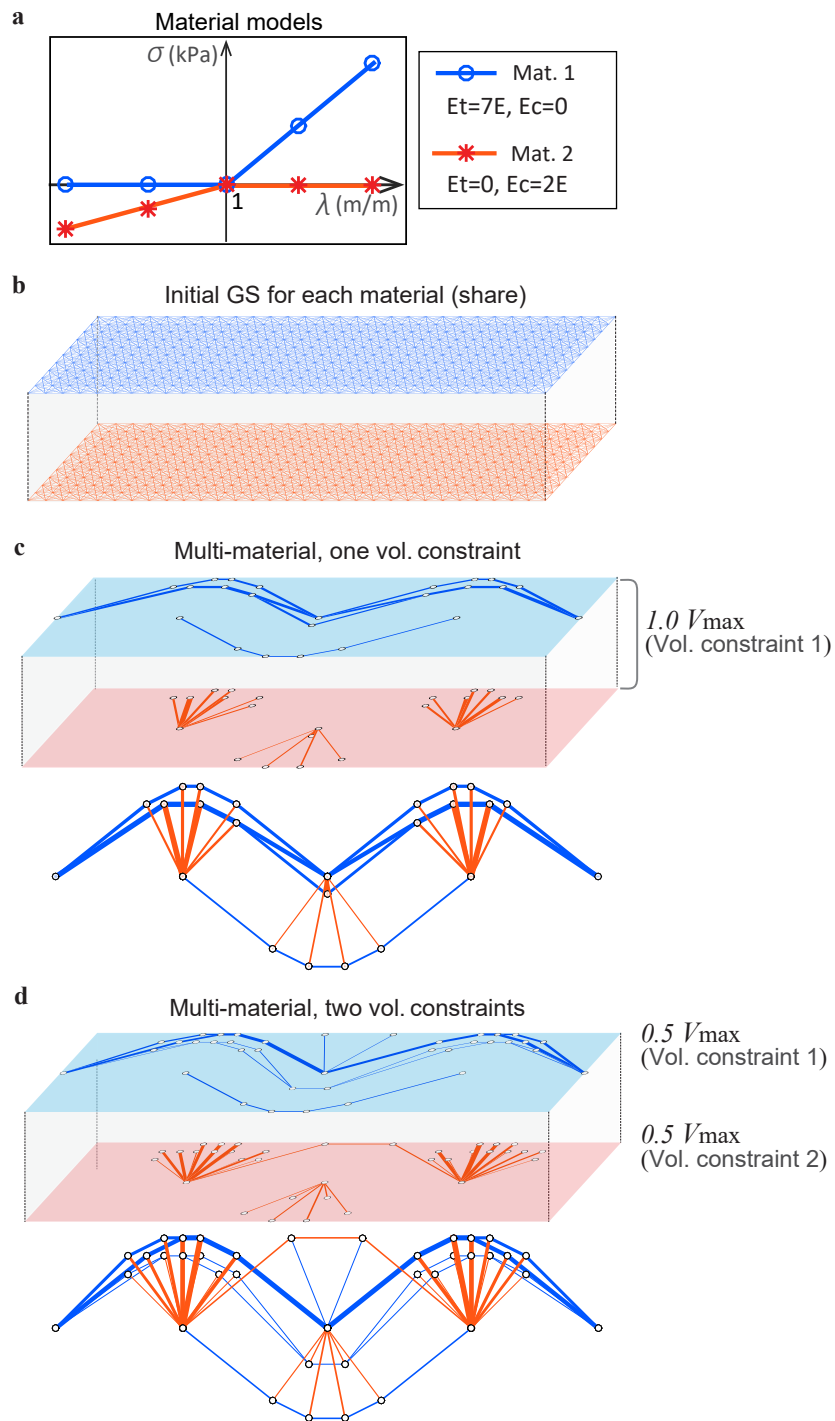 a
Material models
σ (kPa)
1
λ (m/m)
Mat. 1
Et=7E, Ec=0
Mat. 2
Et=0, Ec=2E
b
Initial GS for each material (share)
c
Multi-material, one vol. constraint
1.0 Vmax
(Vol. constraint 1)
d
Multi-material, two vol. constraints
0.5 Vmax
(Vol. constraint 1)
0.5 Vmax
(Vol. constraint 2)